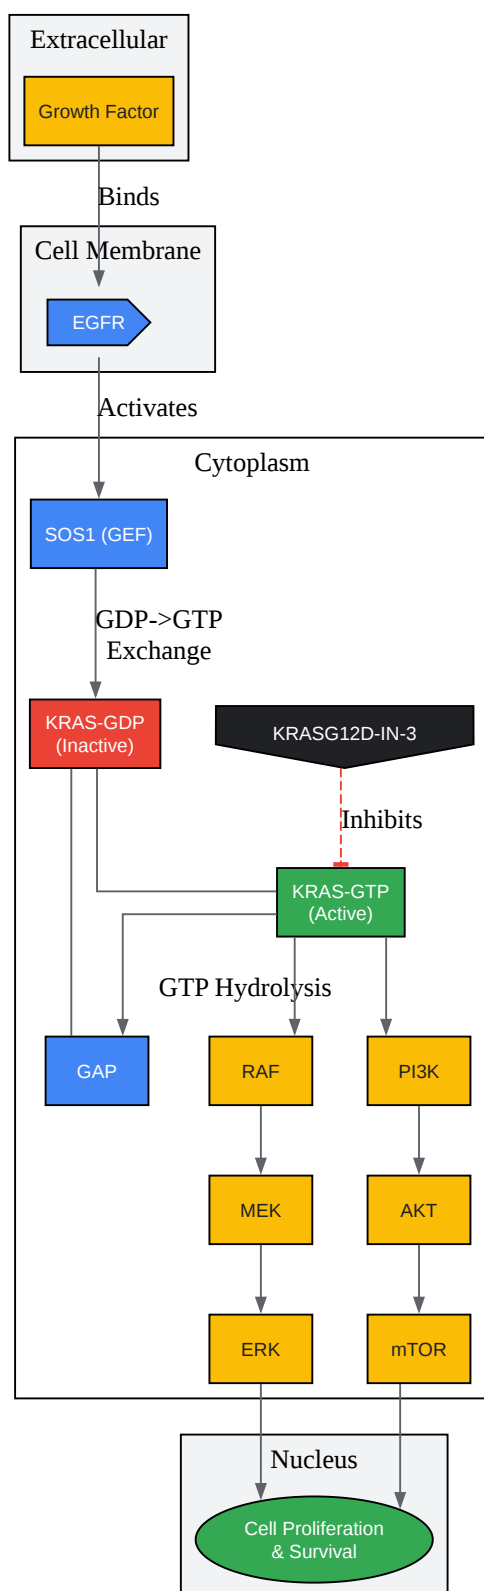 Extracellular
Growth Factor
Binds
Cell Membrane
EGFR
Activates
Cytoplasm
SOS1 (GEF)
GDP->GTP
Exchange
KRAS-GDP
(Inactive)
KRASG12D-IN-3
Inhibits
KRAS-GTP
(Active)
GTP Hydrolysis
GAP
RAF
PI3K
MEK
AKT
ERK
mTOR
Nucleus
Cell Proliferation
& Survival